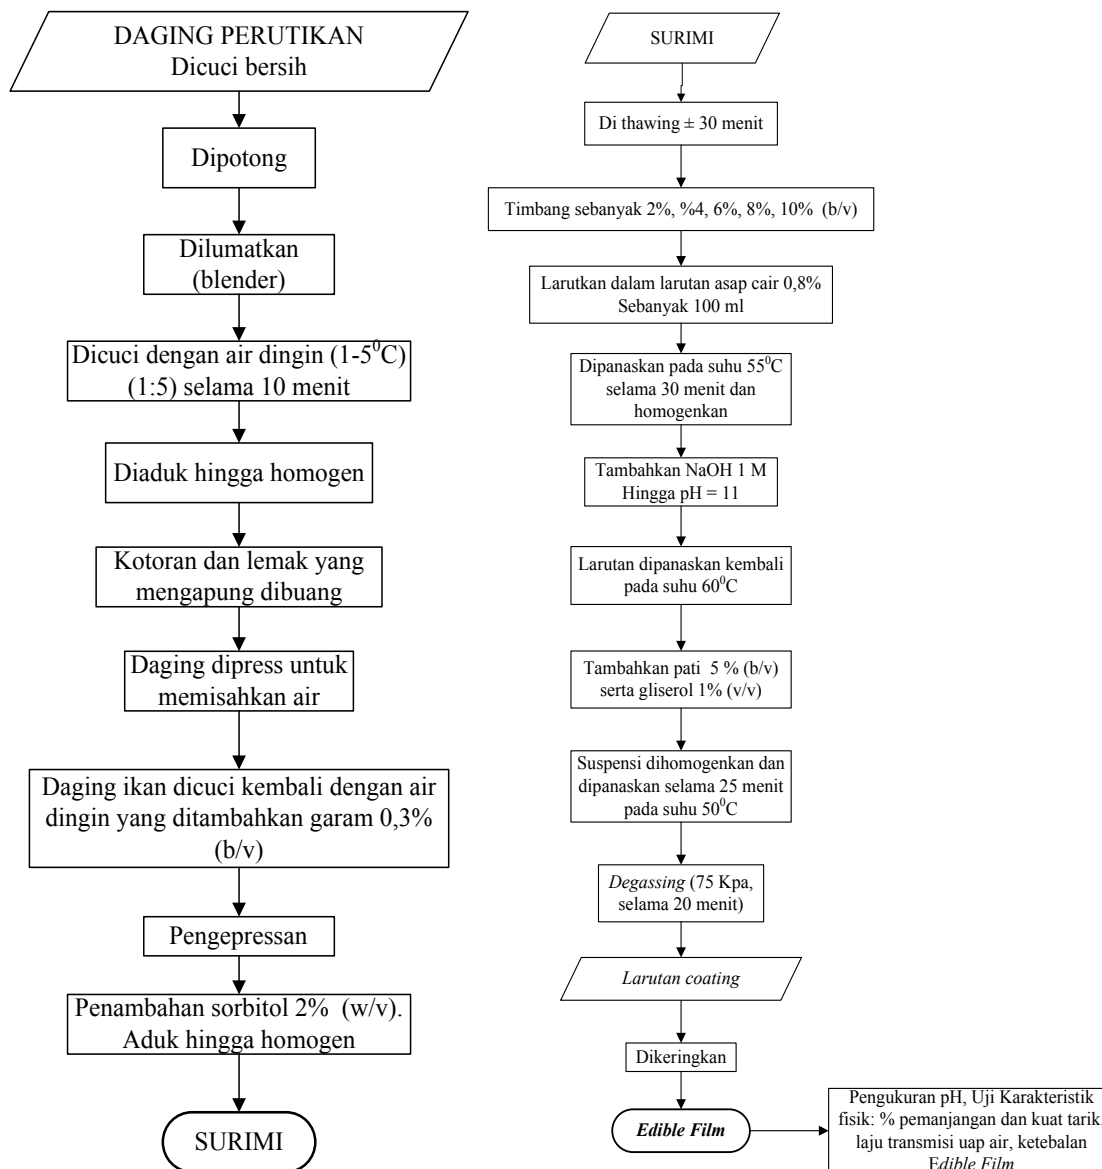 DAGING PERUTIKAN
Dicuci bersih
Dipotong
Dilumatkan
(blender)
Dicuci dengan air dingin (1-5⁰C)
(1:5) selama 10 menit
Diaduk hingga homogen
Kotoran dan lemak yang
mengapung dibuang
Daging dipress untuk
memisahkan air
Daging ikan dicuci kembali dengan air
dingin yang ditambahkan garam 0,3%
(b/v)
Pengepressan
Penambahan sorbitol 2%  (w/v).
Aduk hingga homogen
SURIMI
SURIMI
Di thawing ± 30 menit
Timbang sebanyak 2%, %4, 6%, 8%, 10%  (b/v)
Larutkan dalam larutan asap cair 0,8%
Sebanyak 100 ml
Dipanaskan pada suhu 55⁰C
selama 30 menit dan
homogenkan
Tambahkan NaOH 1 M
Hingga pH = 11
Larutan dipanaskan kembali
pada suhu 60⁰C
Tambahkan pati  5 % (b/v)
serta gliserol 1% (v/v)
Suspensi dihomogenkan dan
dipanaskan selama 25 menit
pada suhu 50⁰C
Degassing (75 Kpa,
selama 20 menit)
Larutan coating
Dikeringkan
Edible Film
Pengukuran pH, Uji Karakteristik
fisik: % pemanjangan dan kuat tarik,
laju transmisi uap air, ketebalan
Edible Film